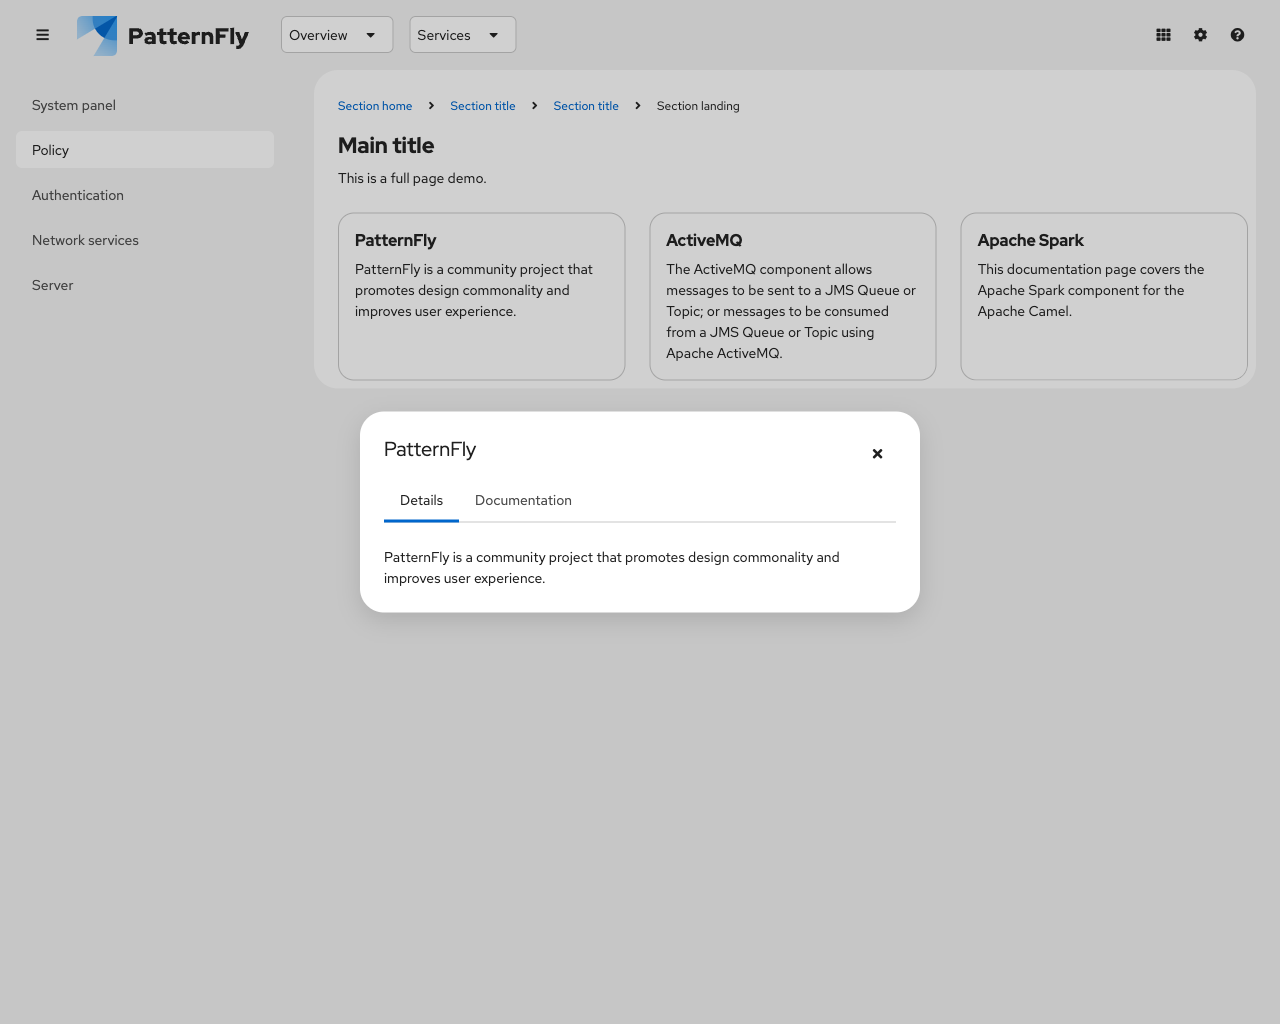 PatternFly
Overview
Services
System panel
Policy
Authentication
Network services
Server
Section home
Section title
Section title
Section landing
Main title
This is a full page demo.
PatternFly
PatternFly is a community project that
promotes design commonality and
improves user experience.
ActiveMQ
The ActiveMQ component allows
messages to be sent to a JMS Queue or
Topic; or messages to be consumed
from a JMS Queue or Topic using
Apache ActiveMQ.
Apache Spark
This documentation page covers the
Apache Spark component for the
Apache Camel.
PatternFly
Details
Documentation
PatternFly is a community project that promotes design commonality and
improves user experience.